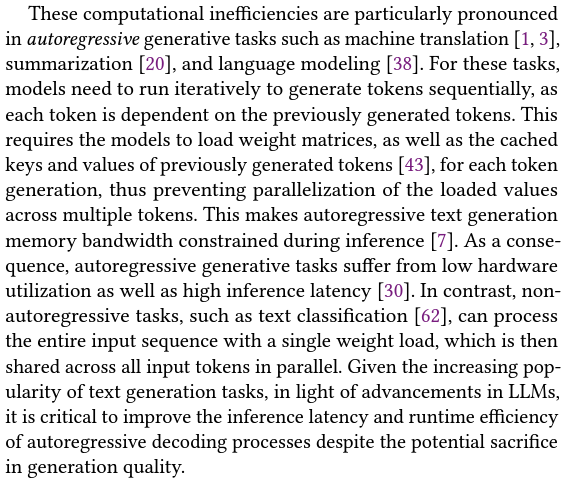 These computational inefficiencies are particularly pronounced
in autoregressive generative tasks such as machine translation [1, 3],
summarization [20], and language modeling [38]. For these tasks,
models need to run iteratively to generate tokens sequentially, as
each token is dependent on the previously generated tokens. This
requires the models to load weight matrices, as well as the cached
keys and values of previously generated tokens [43], for each token
generation, thus preventing parallelization of the loaded values
across multiple tokens. This makes autoregressive text generation
memory bandwidth constrained during inference [7]. As a conse-
quence, autoregressive generative tasks suffer from low hardware
utilization as well as high inference latency [30]. In contrast, non-
autoregressive tasks, such as text classification [62], can process
the entire input sequence with a single weight load, which is then
shared across all input tokens in parallel. Given the increasing pop-
ularity of text generation tasks, in light of advancements in LLMs,
it is critical to improve the inference latency and runtime efficiency
of autoregressive decoding processes despite the potential sacrifice
in generation quality.